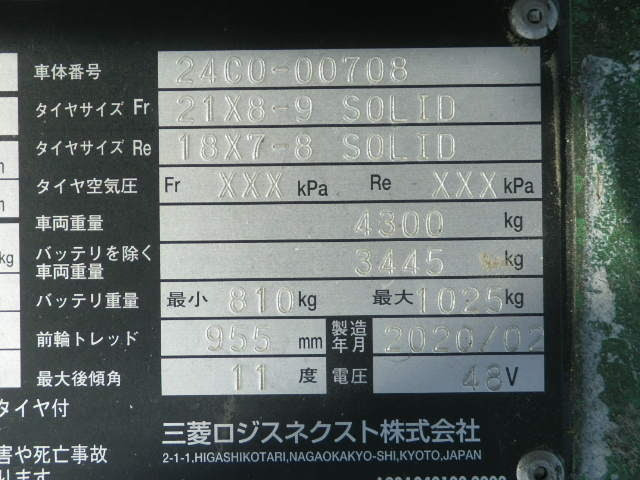 車体番号 24C0-00708
タイヤサイズ Fr 21X8-9 SOLID
タイヤサイズ Re 18X7-8 SOLID
タイヤ空気圧 Fr XXX kPa Re XXX kPa
車両重量 4300 kg
バッテリを除く
車両重量 3445 kg
バッテリ重量 最小 810 kg 最大 1025 kg
前輪トレッド 955 mm 製造年月 2020/02
最大後傾角 11 度 電圧 48 V
タイヤ付
三菱ロジスネクスト株式会社
害や死亡事故
2-1-1,HIGASHIKOTARI,NAGAOKAKYO-SHI,KYOTO,JAPAN
ります